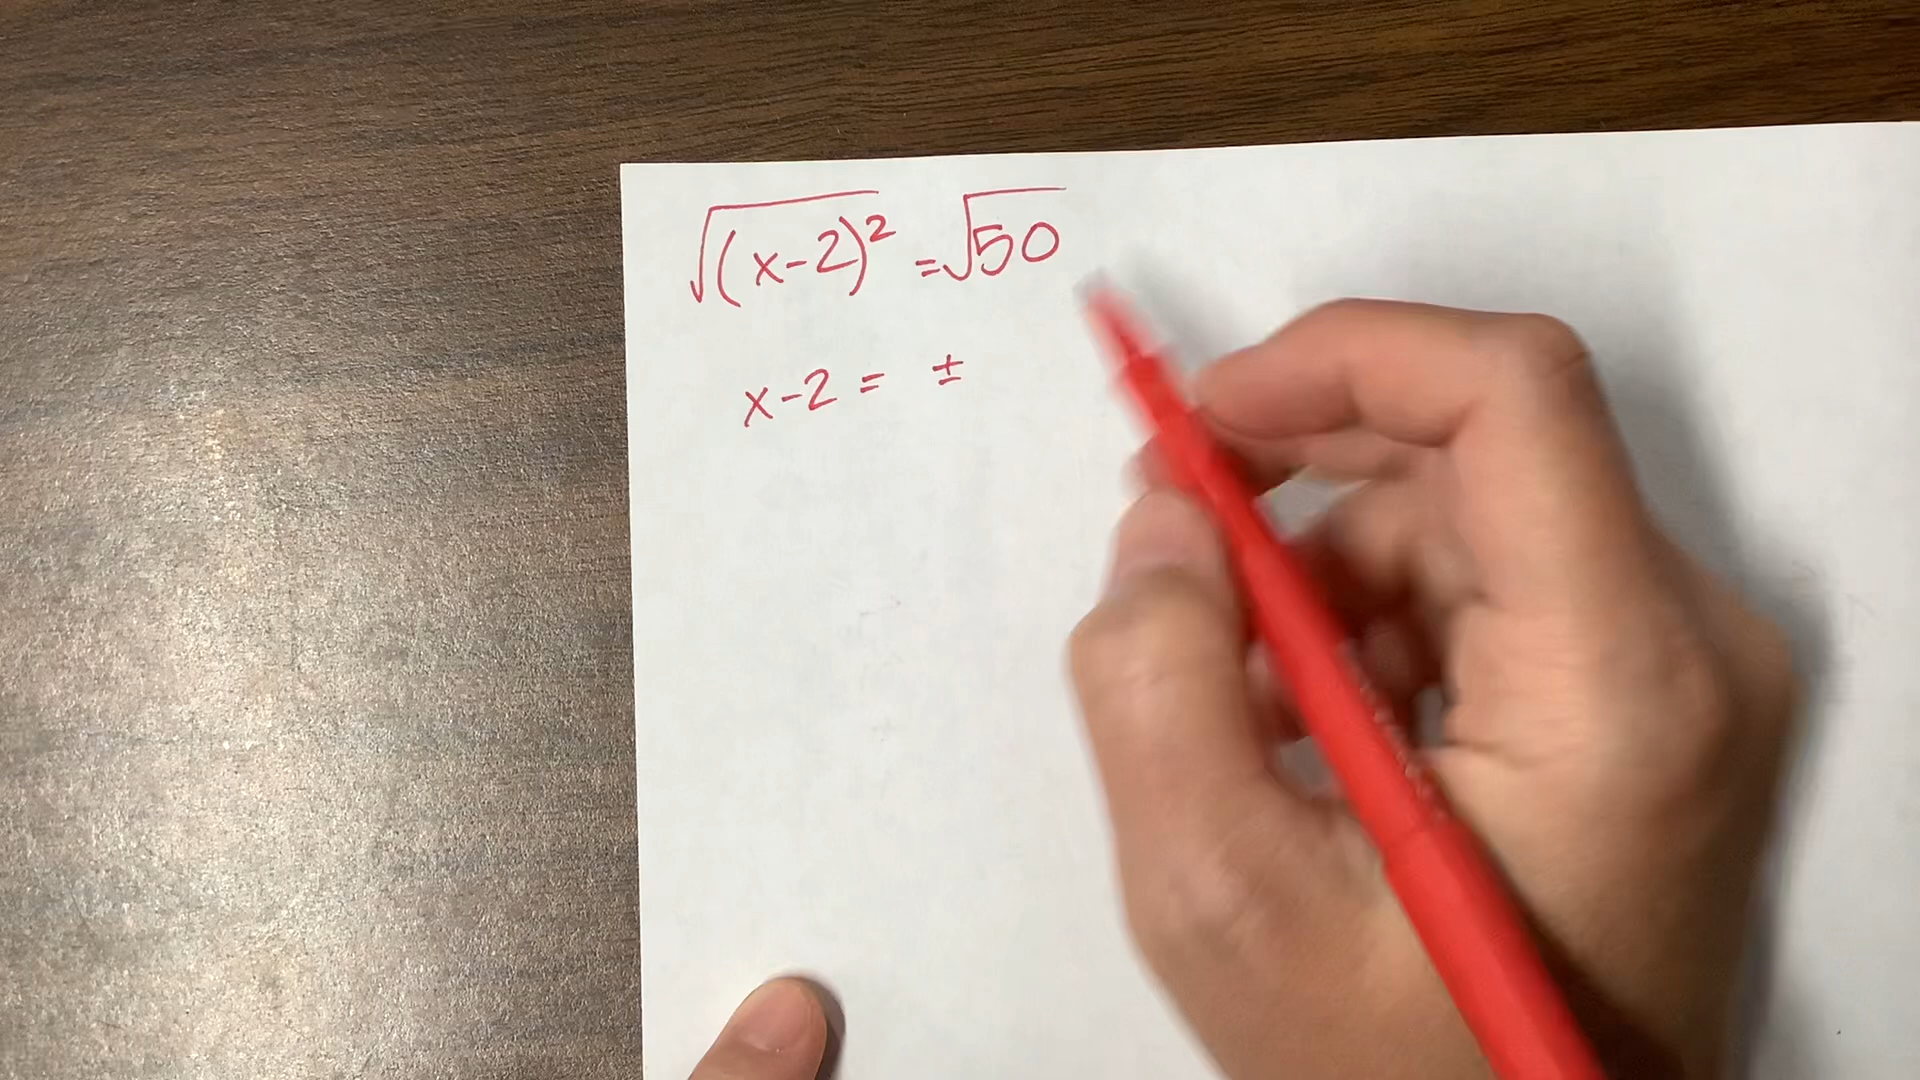 √(x-2)² = √50
x-2 = ±